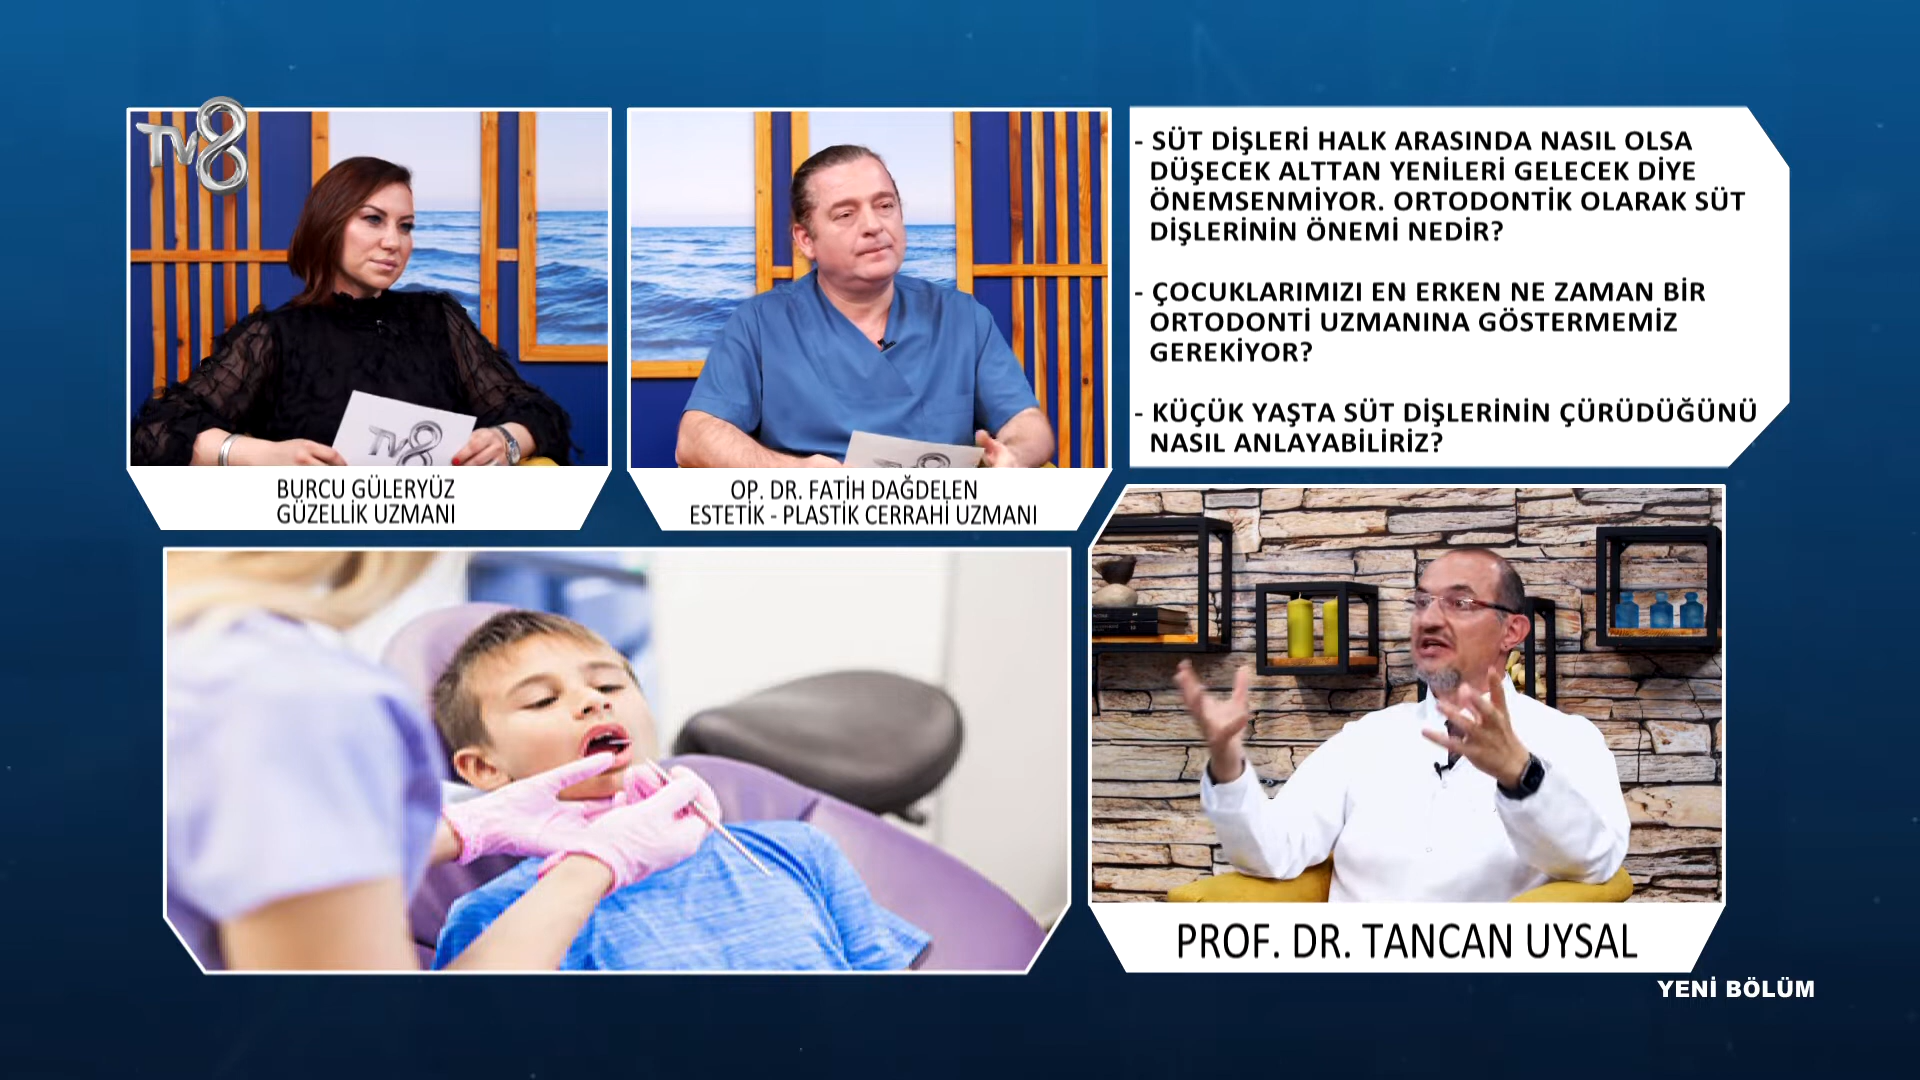 TV8
- SÜT DİŞLERİ HALK ARASINDA NASIL OLSA
DÜŞECEK ALTTAN YENİLERİ GELECEK DİYE
ÖNEMSENMİYOR. ORTODONTİK OLARAK SÜT
DİŞLERİNİN ÖNEMİ NEDİR?
- ÇOCUKLARIMIZI EN ERKEN NE ZAMAN BİR
ORTODONTİ UZMANINA GÖSTERMEMİZ
GEREKİYOR?
- KÜÇÜK YAŞTA SÜT DİŞLERİNİN ÇÜRÜDÜĞÜNÜ
NASIL ANLAYABİLİRİZ?
TV8
BURCU GÜLERYÜZ
GÜZELLİK UZMANI
OP. DR. FATİH DAĞDELEN
ESTETİK - PLASTİK CERRAHİ UZMANI
PROF. DR. TANCAN UYSAL
YENİ BÖLÜM